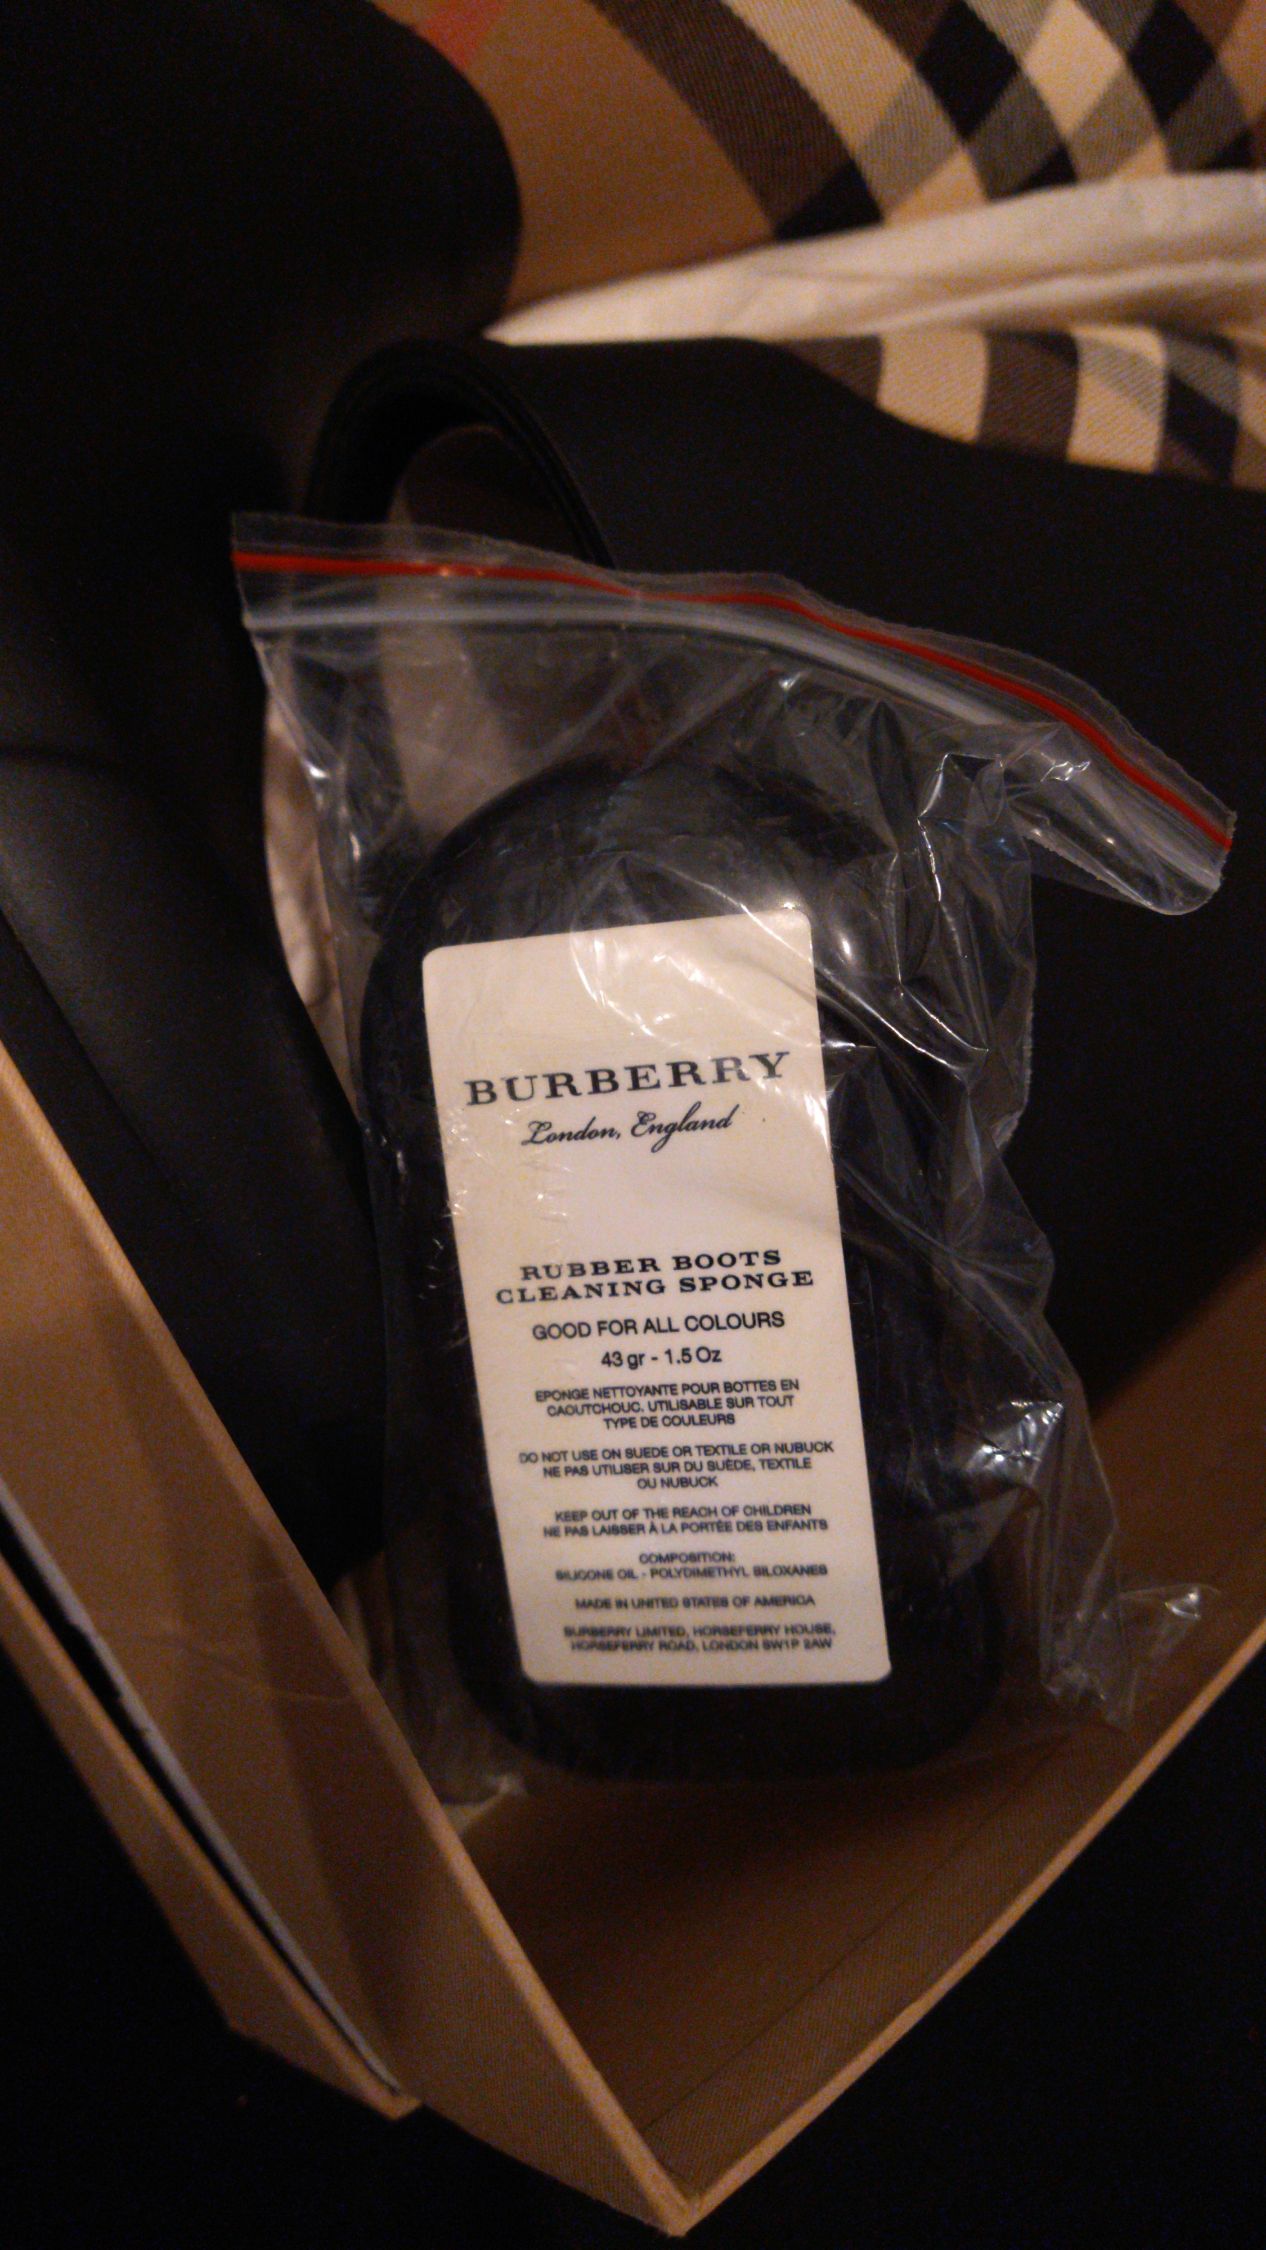 BURBERRY
London, England
RUBBER BOOTS
CLEANING SPONGE
GOOD FOR ALL COLOURS
43 gr - 1.5 Oz
EPONGE NETTOYANTE POUR BOTTES EN
CAOUTCHOUC. UTILISABLE SUR TOUT
TYPE DE COULEURS
DO NOT USE ON SUEDE OR TEXTILE OR NUBUCK
NE PAS UTILISER SUR DU SUÈDE, TEXTILE
OU NUBUCK
KEEP OUT OF THE REACH OF CHILDREN
NE PAS LAISSER À LA PORTÉE DES ENFANTS
COMPOSITION:
SILICONE OIL - POLYDIMETHYL SILOXANES
MADE IN UNITED STATES OF AMERICA
BURBERRY LIMITED, HORSEFERRY HOUSE,
HORSEFERRY ROAD, LONDON SW1P 2AW